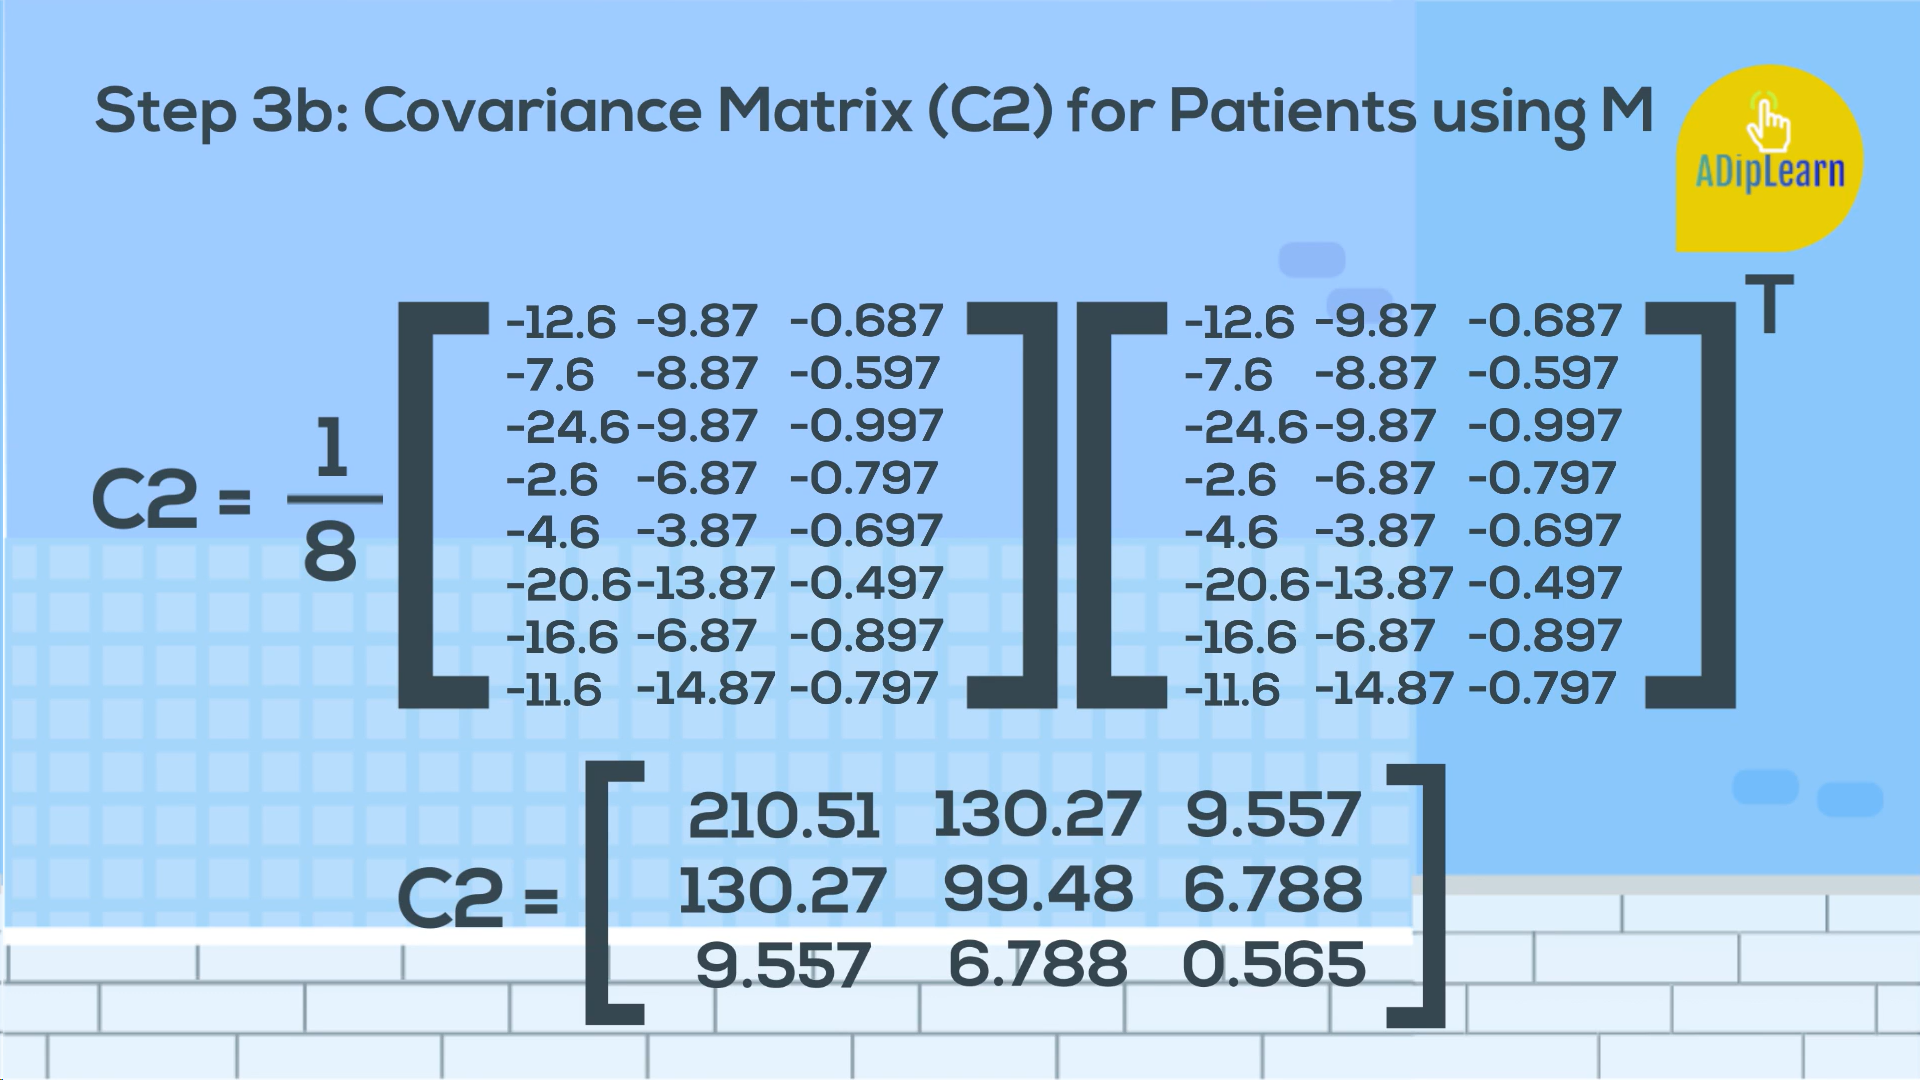 Step 3b: Covariance Matrix (C2) for Patients using M
ADipLearn
T
-12.6 -9.87 -0.687 -12.6 -9.87 -0.687
-7.6 -8.87 -0.597 -7.6 -8.87 -0.597
-24.6 -9.87 -0.997 -24.6 -9.87 -0.997
C2 = 1/8
-2.6 -6.87 -0.797 -2.6 -6.87 -0.797
-4.6 -3.87 -0.697 -4.6 -3.87 -0.697
-20.6 -13.87 -0.497 -20.6 -13.87 -0.497
-16.6 -6.87 -0.897 -16.6 -6.87 -0.897
-11.6 -14.87 -0.797 -11.6 -14.87 -0.797
210.51 130.27 9.557
C2 = 130.27 99.48 6.788
9.557 6.788 0.565